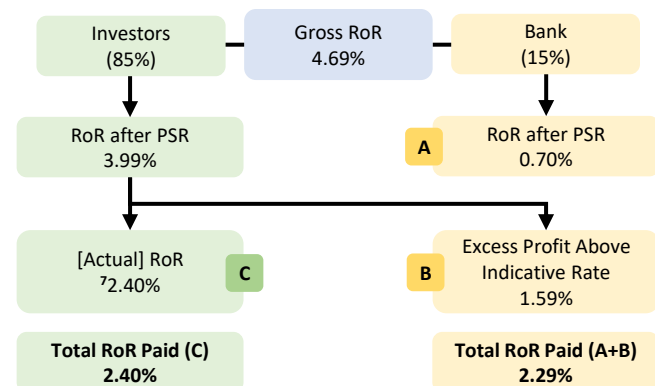 Investors
(85%)
Gross RoR
4.69%
Bank
(15%)
RoR after PSR
3.99%
A
RoR after PSR
0.70%
[Actual] RoR
⁷2.40%
C
B
Excess Profit Above
Indicative Rate
1.59%
Total RoR Paid (C)
2.40%
Total RoR Paid (A+B)
2.29%